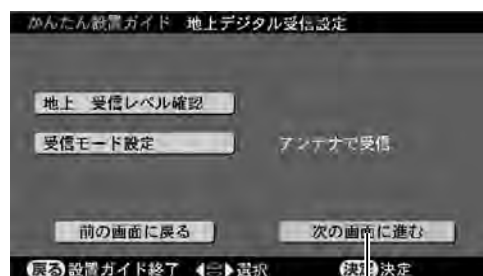 かんたん設置ガイド 地上デジタル受信設定
地上 受信レベル確認
受信モード設定 アンテナで受信
前の画面に戻る 次の画面に進む
戻る 設置ガイド終了 選択 決定 決定